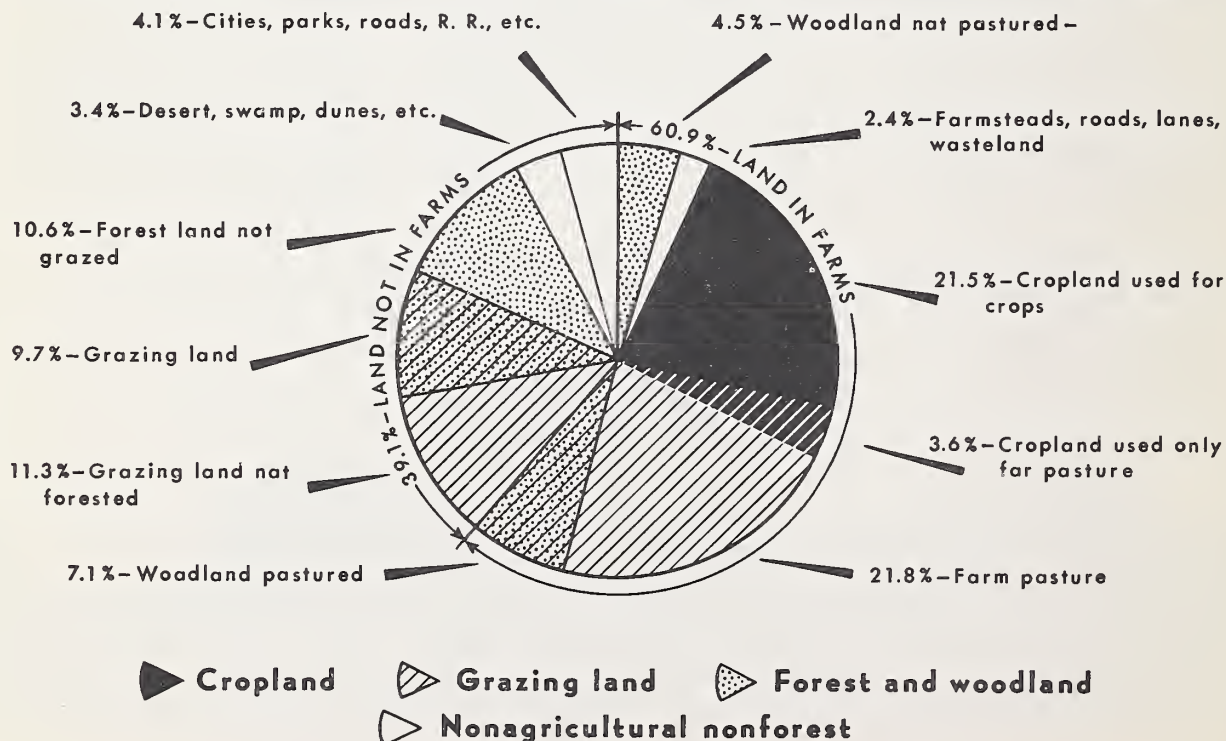 4.1%–Cities, parks, roads, R. R., etc.
4.5%–Woodland nat pastured–
3.4%–Desert, swamp, dunes, etc.
60.9%–LAND IN FARMS
2.4%–Farmsteads, roads, lanes,
wasteland
10.6%–Forest land not
grazed
39.1%–LAND NOT IN FARMS
21.5%–Cropland used for
crops
9.7%–Grazing land
3.6%–Cropland used only
far pasture
11.3%–Grazing land nat
forested
7.1%–Woadland pastured
21.8%–Farm pasture
Cropland
Grazing land
Forest and woodland
Nonagricultural nonforest